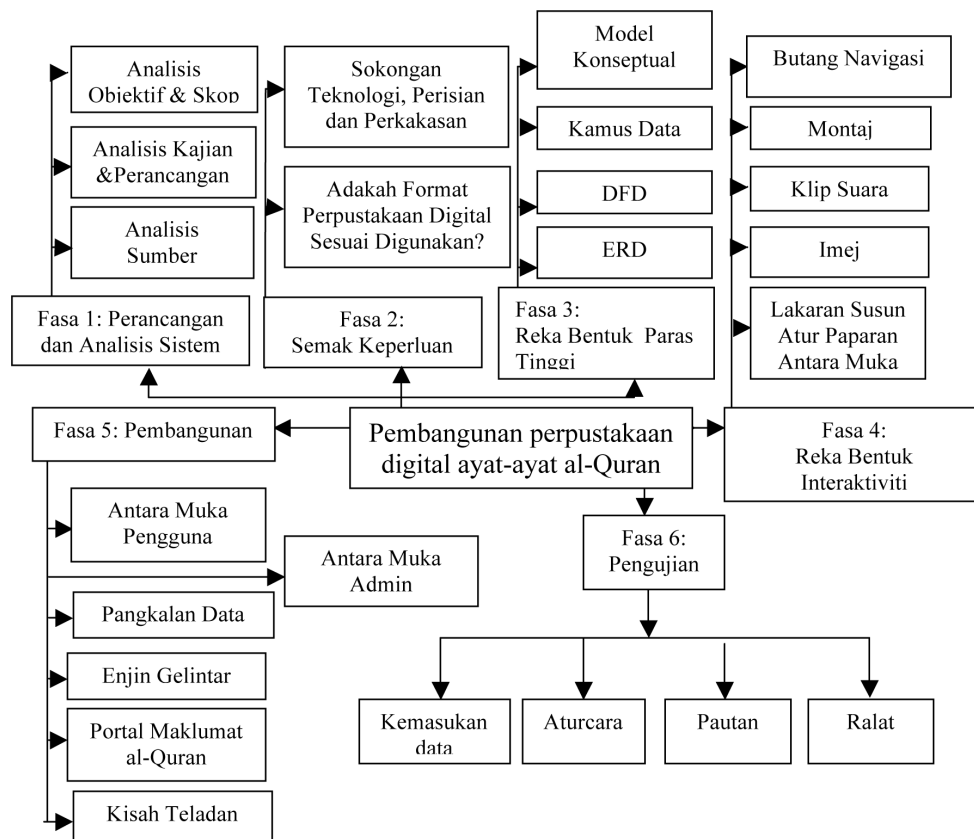 Analisis
Objektif & Skop
Analisis Kajian
&Perancangan
Analisis
Sumber
Fasa 1: Perancangan
dan Analisis Sistem
Sokongan
Teknologi, Perisian
dan Perkakasan
Adakah Format
Perpustakaan Digital
Sesuai Digunakan?
Fasa 2:
Semak Keperluan
Model
Konseptual
Kamus Data
DFD
ERD
Fasa 3:
Reka Bentuk Paras
Tinggi
Butang Navigasi
Montaj
Klip Suara
Imej
Lakaran Susun
Atur Paparan
Antara Muka
Fasa 4:
Reka Bentuk
Interaktiviti
Pembangunan perpustakaan
digital ayat-ayat al-Quran
Fasa 5: Pembangunan
Antara Muka
Pengguna
Antara Muka
Admin
Pangkalan Data
Enjin Gelintar
Portal Maklumat
al-Quran
Kisah Teladan
Fasa 6:
Pengujian
Kemasukan
data
Aturcara
Pautan
Ralat